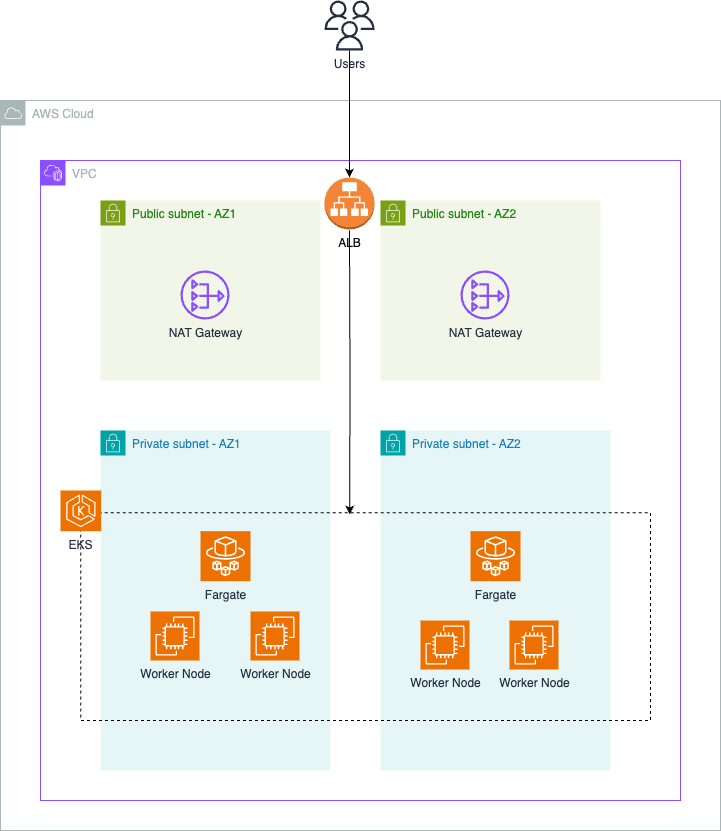 Users
AWS Cloud
VPC
Public subnet - AZ1
Public subnet - AZ2
ALB
NAT Gateway
NAT Gateway
Private subnet - AZ1
Private subnet - AZ2
K
EKS
Fargate
Fargate
Worker Node
Worker Node
Worker Node
Worker Node